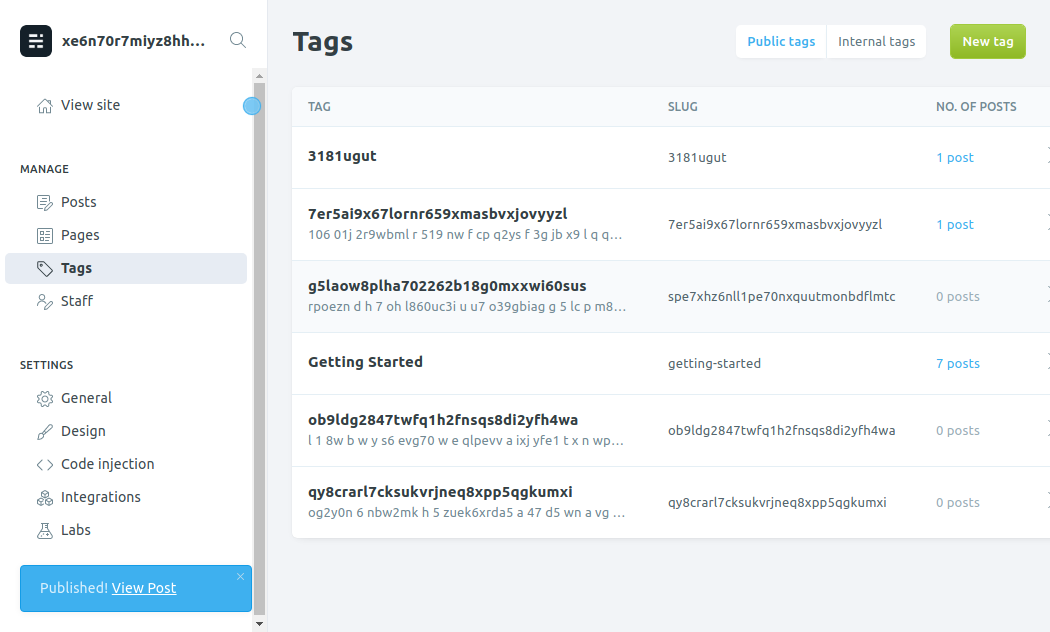 xe6n70r7miyz8hh...
View site
MANAGE
Posts
Pages
Tags
Staff
SETTINGS
General
Design
Code injection
Integrations
Labs
Published! View Post
Tags
Public tags
Internal tags
New tag
TAG SLUG NO. OF POSTS
3181ugut 3181ugut 1 post
7er5ai9x67lornr659xmasbvxjovyyzl 7er5ai9x67lornr659xmasbvxjovyyzl 1 post
106 01j 2r9wbml r 519 nw f cp q2ys f 3g jb x9 l q q...
g5laow8plha702262b18g0mxxwi60sus spe7xhz6nll1pe70nxquutmonbdflmtc 0 posts
rpoezn d h 7 oh l860uc3i u u7 o39gbiag g 5 lc p m8...
Getting Started getting-started 7 posts
ob9ldg2847twfq1h2fnsqs8di2yfh4wa ob9ldg2847twfq1h2fnsqs8di2yfh4wa 0 posts
l 1 8w b w y s6 evg70 w e qlpevv a ixj yfe1 t x n wp...
qy8crarl7cksukvrjneq8xpp5qgkumxi qy8crarl7cksukvrjneq8xpp5qgkumxi 0 posts
og2y0n 6 nbw2mk h 5 zuek6xrda5 a 47 d5 wn a vg ...